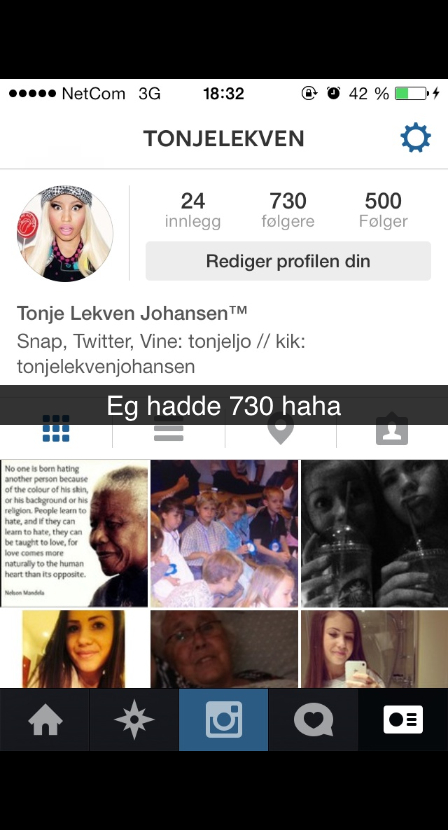 NetCom 3G 18:32 42 %
TONJELEKVEN
24 730 500
innlegg følgere Følger
Rediger profilen din
Tonje Lekven Johansen™
Snap, Twitter, Vine: tonjeljo // kik:
tonjelekvenjohansen
Eg hadde 730 haha
No one is born hating
another person because
of the colour of his skin,
or his background or his
religion. People learn to
hate, and if they can
learn to hate, they can
be taught to love, for
love comes more
naturally to the human
heart than its opposite.
Nelson Mandela